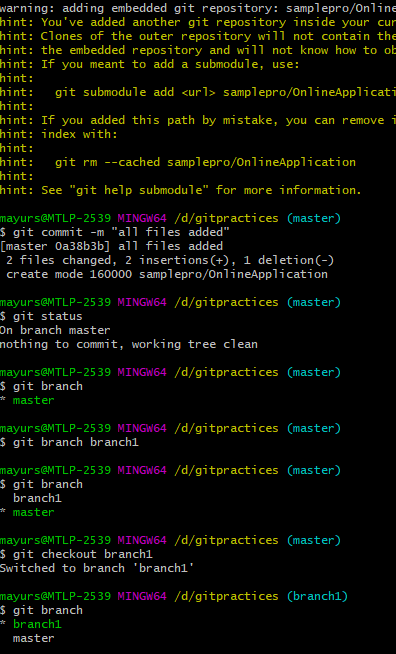 warning: adding embedded git repository: samplepro/Online
hint: You've added another git repository inside your cur
hint: Clones of the outer repository will not contain the
hint: the embedded repository and will not know how to ob
hint: If you meant to add a submodule, use:
hint:
hint:   git submodule add <url> samplepro/OnlineApplicati
hint:
hint: If you added this path by mistake, you can remove i
hint: index with:
hint:
hint:   git rm --cached samplepro/OnlineApplication
hint:
hint: See "git help submodule" for more information.
mayurs@MTLP-2539 MINGW64 /d/gitpractices (master)
$ git commit -m "all files added"
[master 0a38b3b] all files added
2 files changed, 2 insertions(+), 1 deletion(-)
create mode 160000 samplepro/OnlineApplication
mayurs@MTLP-2539 MINGW64 /d/gitpractices (master)
$ git status
On branch master
nothing to commit, working tree clean
mayurs@MTLP-2539 MINGW64 /d/gitpractices (master)
$ git branch
* master
mayurs@MTLP-2539 MINGW64 /d/gitpractices (master)
$ git branch branch1
mayurs@MTLP-2539 MINGW64 /d/gitpractices (master)
$ git branch
branch1
* master
mayurs@MTLP-2539 MINGW64 /d/gitpractices (master)
$ git checkout branch1
Switched to branch 'branch1'
mayurs@MTLP-2539 MINGW64 /d/gitpractices (branch1)
$ git branch
* branch1
master